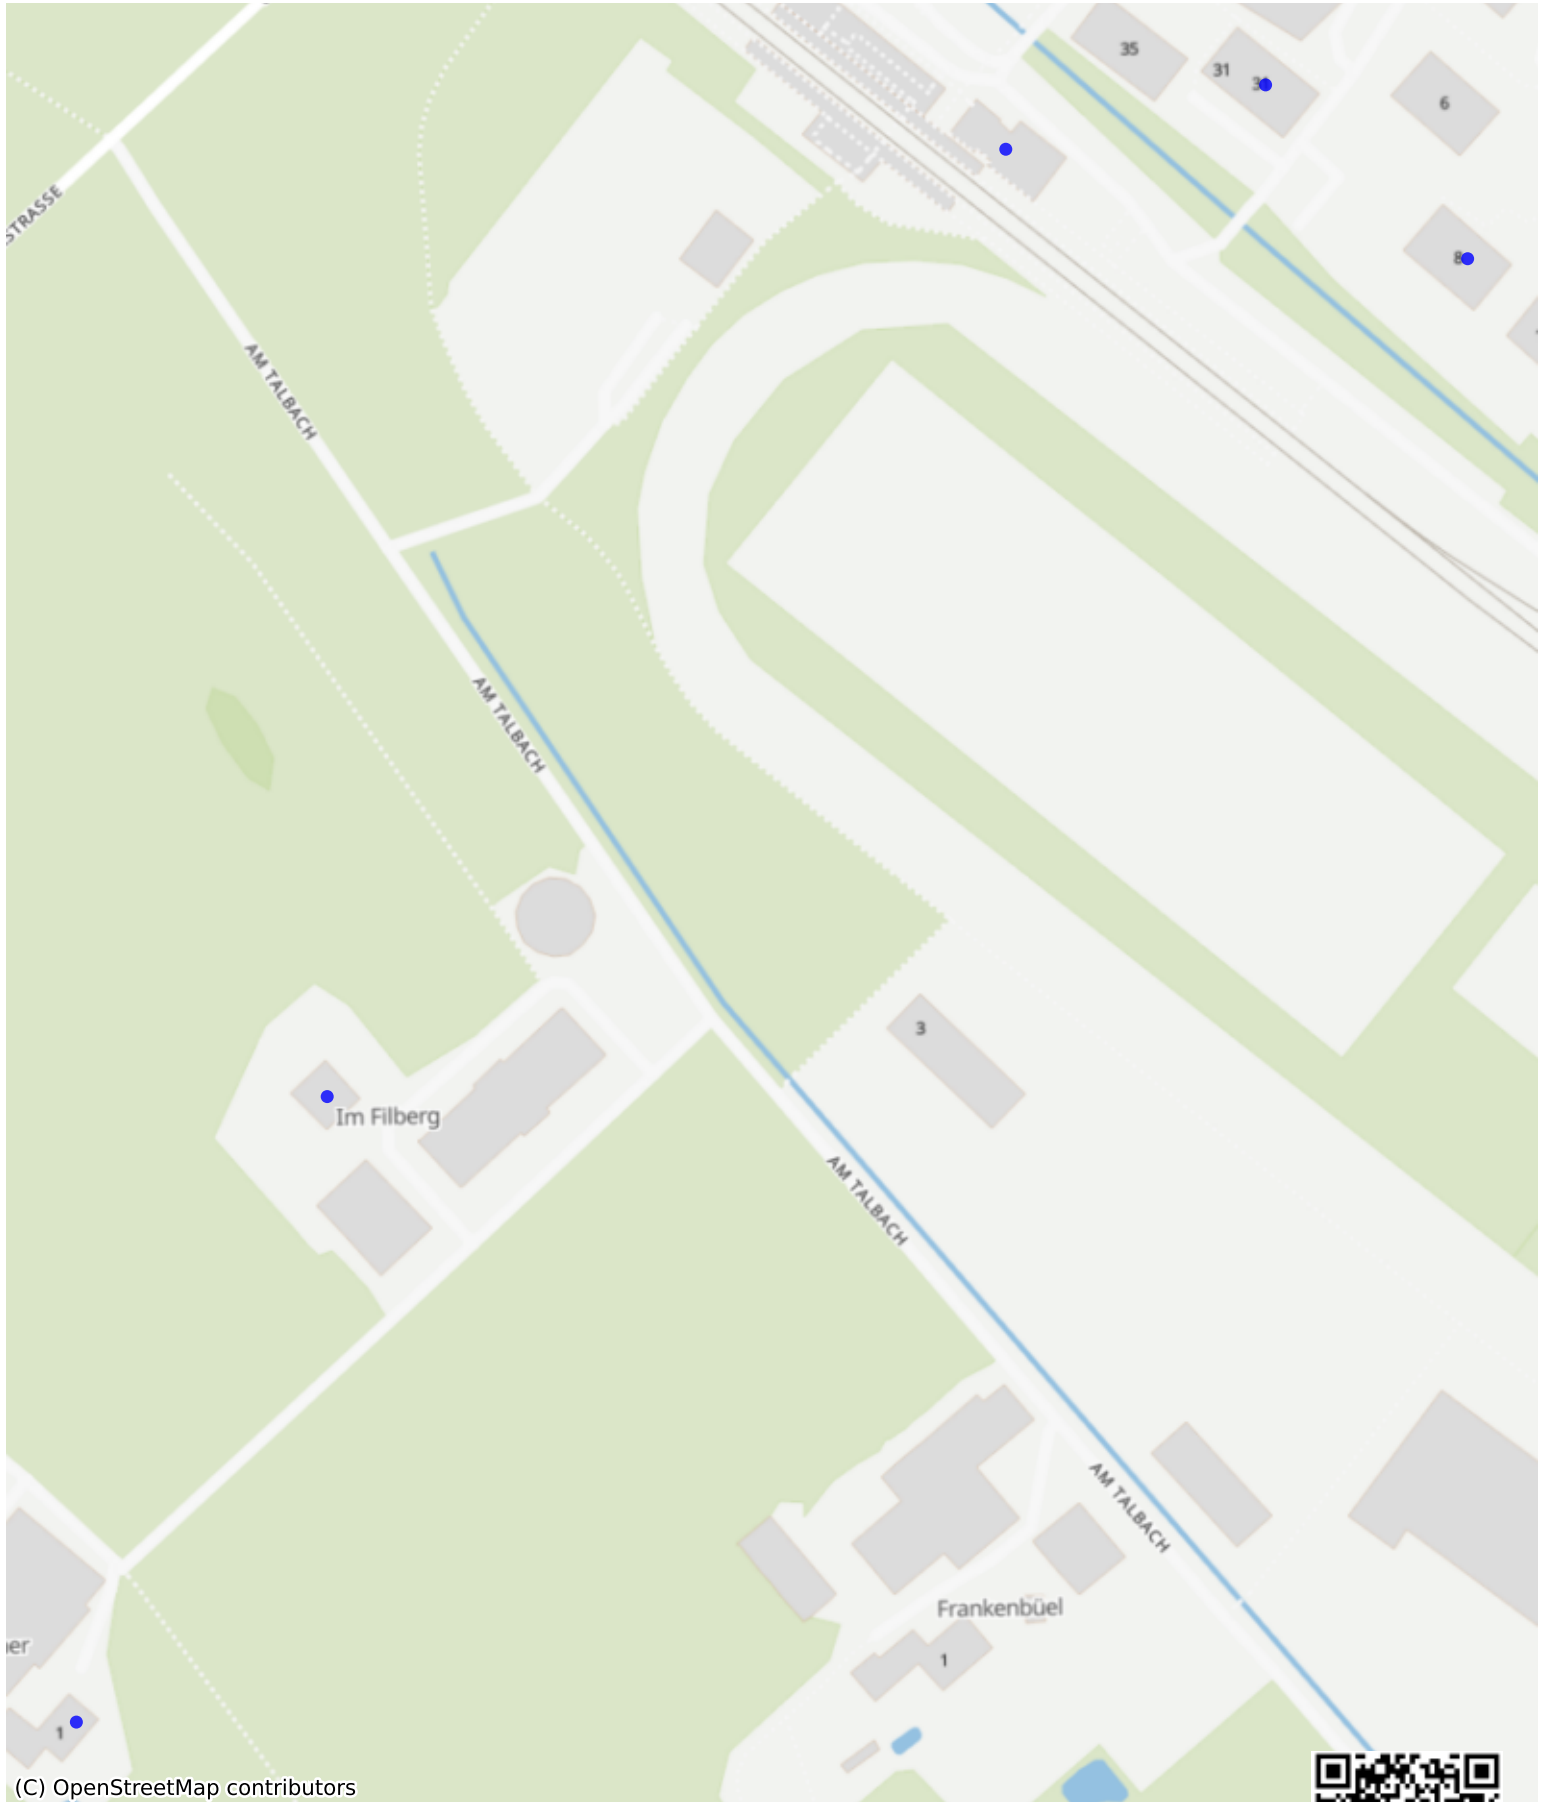 35
31
6
8
STRASSE
AM TALBACH
AM TALBACH
3
Im Filberg
AM TALBACH
AM TALBACH
Frankenbüel
1
1
(C) OpenStreetMap contributors